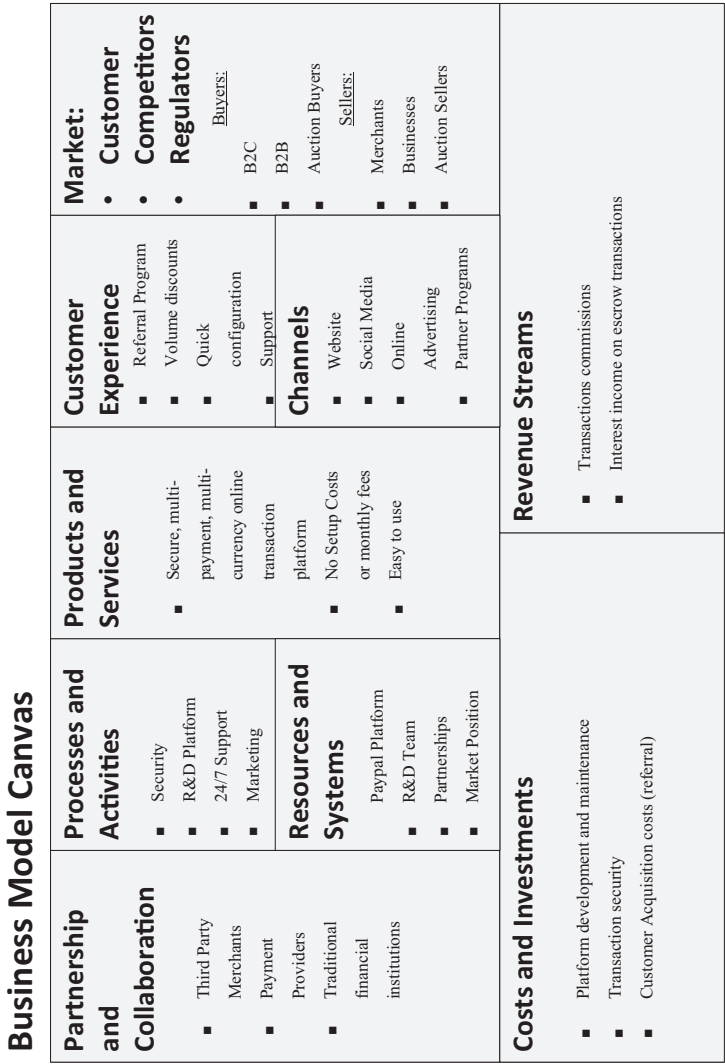 Business Model Canvas
Partnership
and
Collaboration
▪ Third Party
Merchants
▪ Payment
Providers
▪ Traditional
financial
institutions
Processes and
Activities
▪ Security
▪ R&D Platform
▪ 24/7 Support
▪ Marketing
Resources and
Systems
Paypal Platform
▪ R&D Team
▪ Partnerships
▪ Market Position
Products and
Services
▪ Secure, multi-
payment, multi-
currency online
transaction
platform
▪ No Setup Costs
or monthly fees
▪ Easy to use
Customer
Experience
▪ Referral Program
▪ Volume discounts
▪ Quick
configuration
▪ Support
Channels
▪ Website
▪ Social Media
▪ Online
Advertising
▪ Partner Programs
Market:
• Customer
• Competitors
• Regulators
Buyers:
▪ B2C
▪ B2B
▪ Auction Buyers
Sellers:
▪ Merchants
▪ Businesses
▪ Auction Sellers
Costs and Investments
▪ Platform development and maintenance
▪ Transaction security
▪ Customer Acquisition costs (referral)
Revenue Streams
▪ Transactions commissions
▪ Interest income on escrow transactions